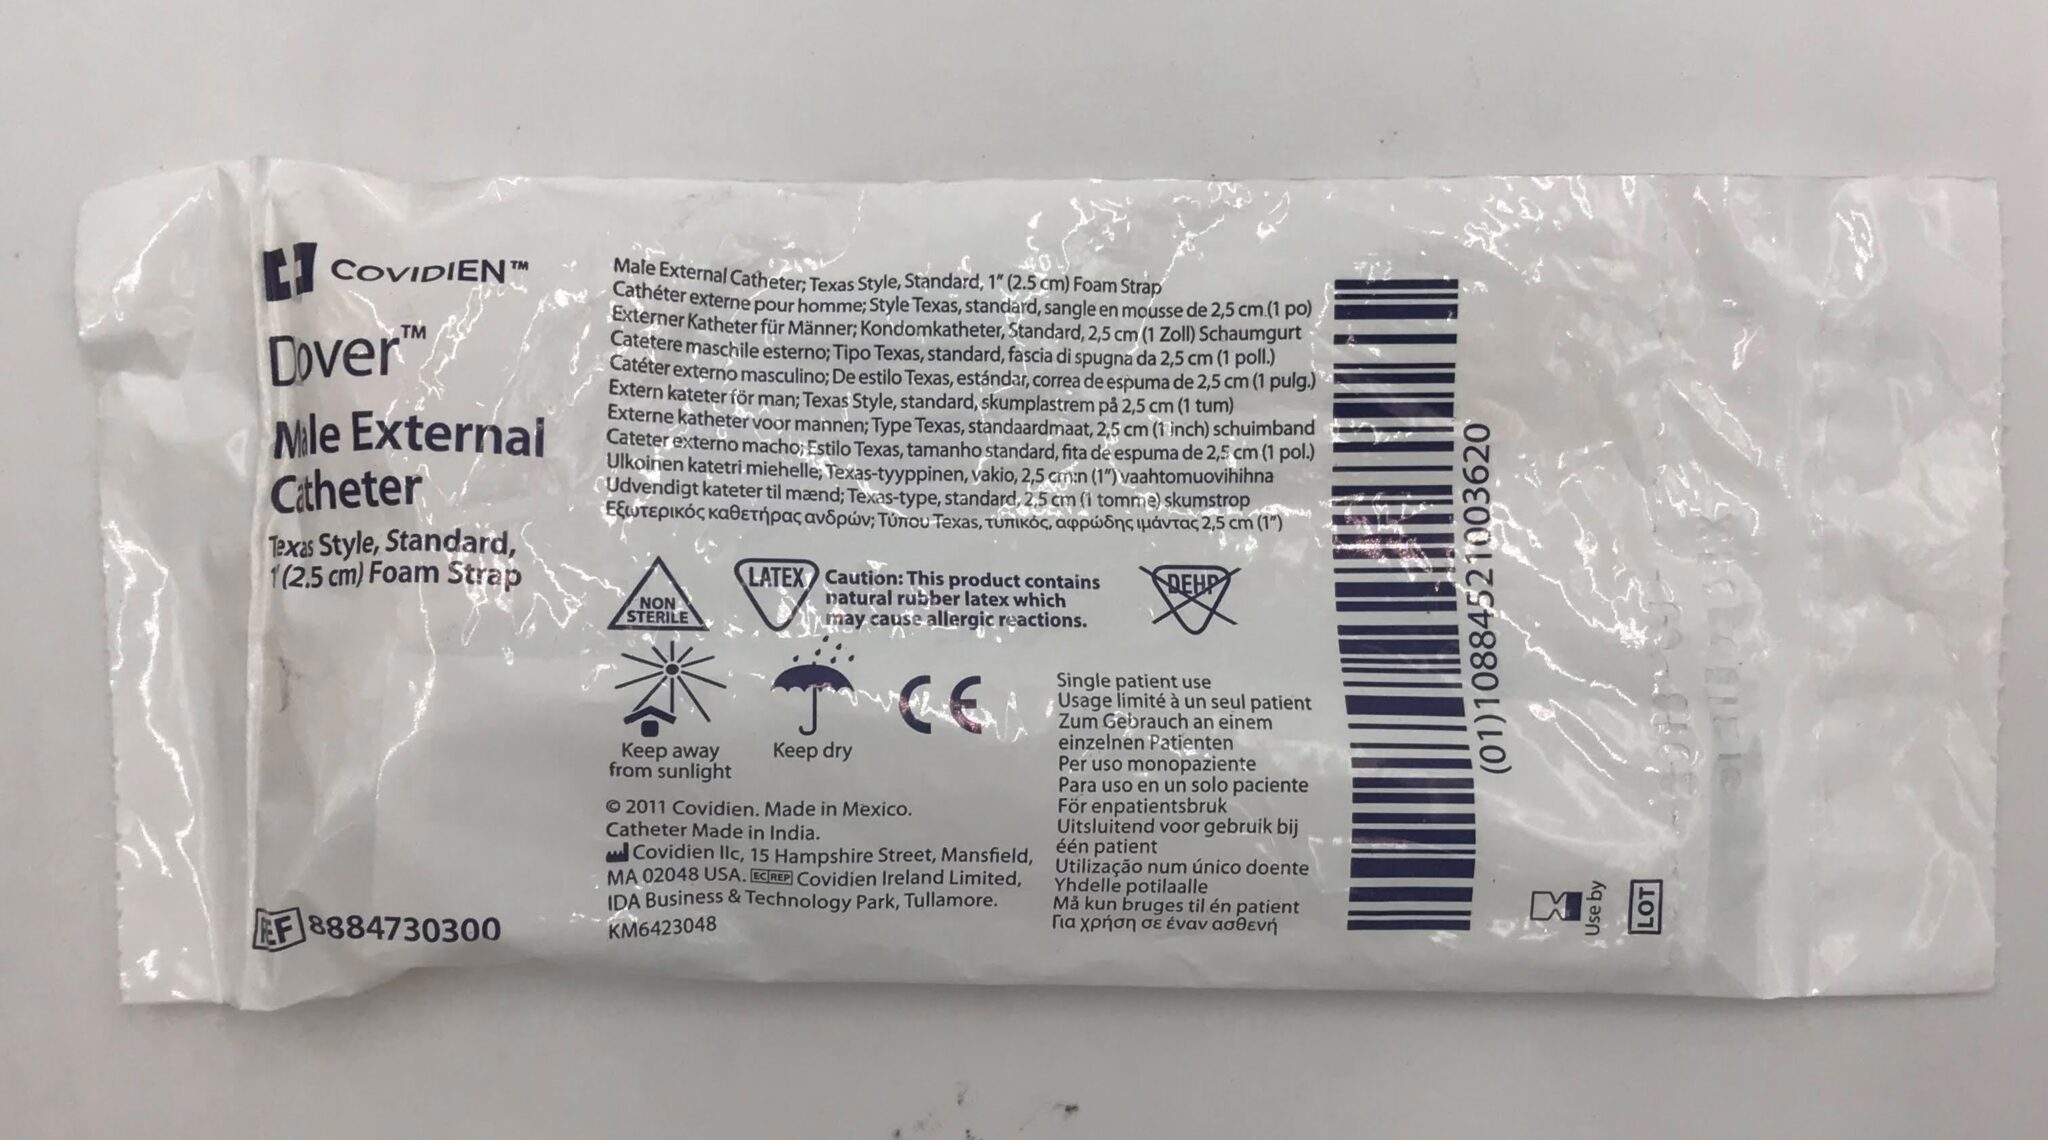 COVIDIEN™
Dover™
Male External
Catheter
Texas Style, Standard,
1" (2.5 cm) Foam Strap
REF 8884730300
Male External Catheter; Texas Style, Standard, 1" (2.5 cm) Foam Strap
Cathéter externe pour homme; Style Texas, standard, sangle en mousse de 2,5 cm (1 po)
Externer Katheter für Männer; Kondomkatheter, Standard, 2,5 cm (1 Zoll) Schaumgurt
Catetere maschile esterno; Tipo Texas, standard, fascia di spugna da 2,5 cm (1 poll.)
Catéter externo masculino; De estilo Texas, estándar, correa de espuma de 2,5 cm (1 pulg.)
Extern kateter för man; Texas Style, standard, skumplastrem på 2,5 cm (1 tum)
Externe katheter voor mannen; Type Texas, standaardmaat, 2,5 cm (1 inch) schuimband
Cateter externo macho; Estilo Texas, tamanho standard, fita de espuma de 2,5 cm (1 pol.)
Ulkoinen katetri miehelle; Texas-tyyppinen, vakio, 2,5 cm:n (1") vaahtomuovihihna
Udvendigt kateter til mænd; Texas-type, standard, 2,5 cm (1 tomme) skumstrop
Εξωτερικός καθετήρας ανδρών; Τύπου Texas, τυπικός, αφρώδης ιμάντας 2,5 cm (1")
NON
STERILE
LATEX
Caution: This product contains
natural rubber latex which
may cause allergic reactions.
DEHP
Keep away
from sunlight
Keep dry
CE
© 2011 Covidien. Made in Mexico.
Catheter Made in India.
Covidien llc, 15 Hampshire Street, Mansfield,
MA 02048 USA. EC REP Covidien Ireland Limited,
IDA Business & Technology Park, Tullamore.
KM6423048
Single patient use
Usage limité à un seul patient
Zum Gebrauch an einem
einzelnen Patienten
Per uso monopaziente
Para uso en un solo paciente
För enpatientsbruk
Uitsluitend voor gebruik bij
één patient
Utilização num único doente
Yhdelle potilaalle
Må kun bruges til én patient
Για χρήση σε έναν ασθενή
(01)10884521003620
Use by
LOT